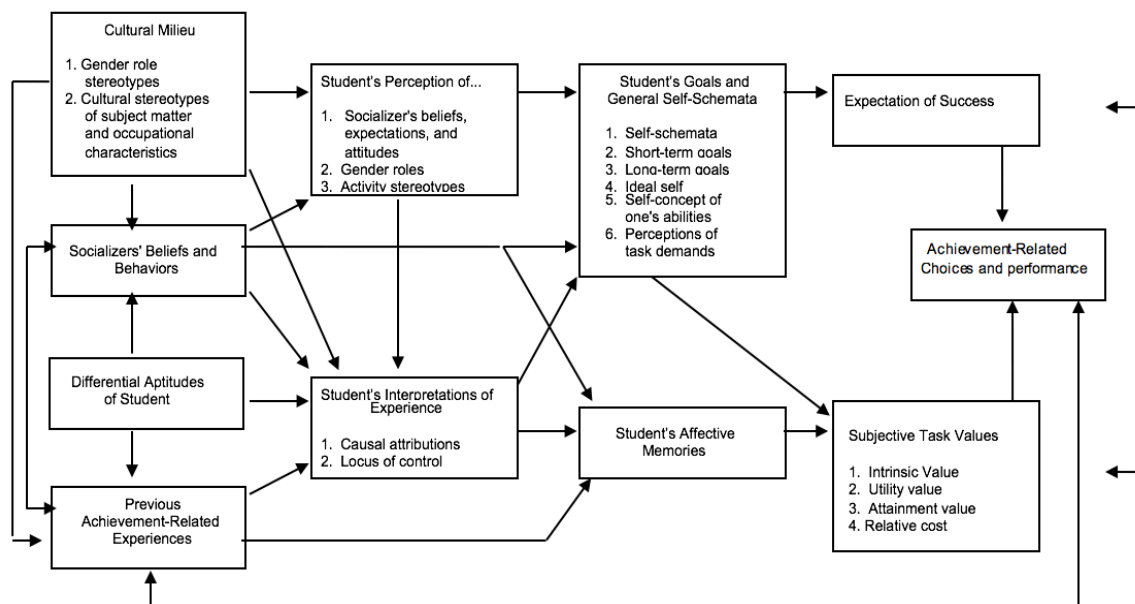 Cultural Milieu
1. Gender role
stereotypes
2. Cultural stereotypes
of subject matter
and occupational
characteristics
Socializers' Beliefs and
Behaviors
Differential Aptitudes
of Student
Previous
Achievement-Related
Experiences
Student's Perception of...
1. Socializer's beliefs,
expectations, and
attitudes
2. Gender roles
3. Activity stereotypes
Student's Interpretations of
Experience
1. Causal attributions
2. Locus of control
Student's Goals and
General Self-Schemata
1. Self-schemata
2. Short-term goals
3. Long-term goals
4. Ideal self
5. Self-concept of
one's abilities
6. Perceptions of
task demands
Student's Affective
Memories
Expectation of Success
Achievement-Related
Choices and performance
Subjective Task Values
1. Intrinsic Value
2. Utility value
3. Attainment value
4. Relative cost